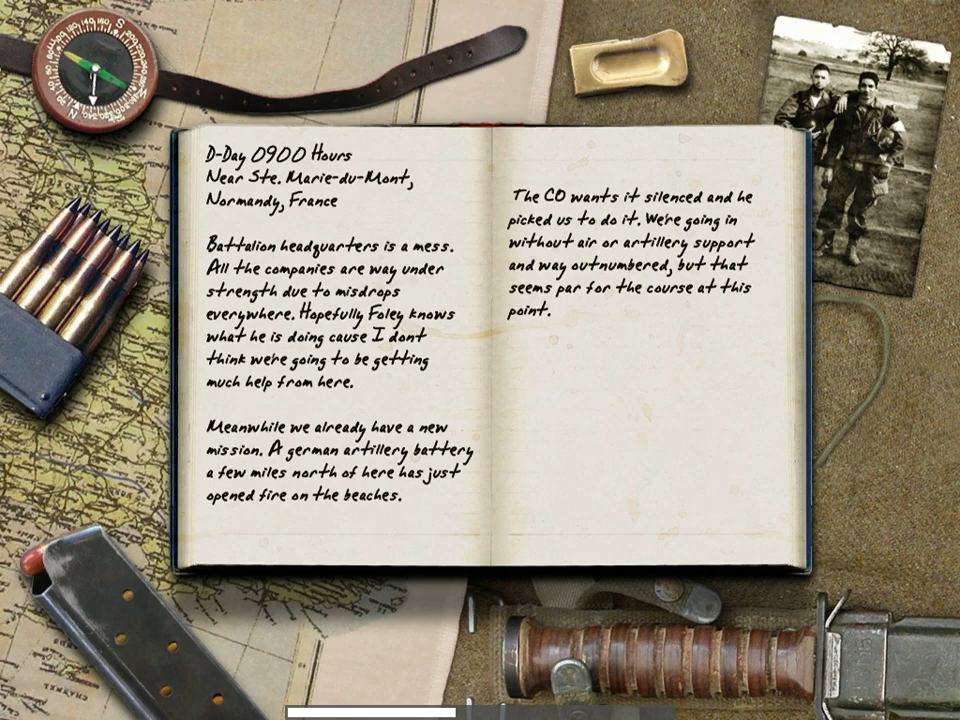 D-Day 0900 Hours
Near Ste. Marie-du-Mont,
Normandy, France
Battalion headquarters is a mess.
All the companies are way under
strength due to misdrops
everywhere. Hopefully Foley knows
what he is doing cause I dont
think we're going to be getting
much help from here.
Meanwhile we already have a new
mission. A german artillery battery
a few miles north of here has just
opened fire on the beaches.
The CO wants it silenced and he
picked us to do it. We're going in
without air or artillery support
and way outnumbered, but that
seems par for the course at this
point.